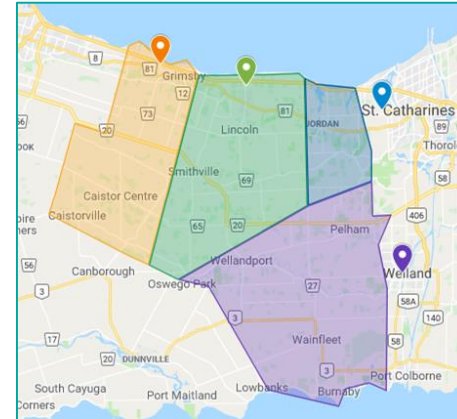 8
81
Grimsby
12
73
20
Lincoln
81
JORDAN
St. Catharines
89
Thorol
58
Smithville
69
Caistor Centre
Caistorville
65
20
Pelham
406
Wellandport
Canborough
Oswego Park
Welland
56
3
27
3
58A
140
17
Wainfleet
58
20
DUNNVILLE
3
Port Colborne
South Cayuga
Port Maitland
Lowbanks
Burnaby
Corners